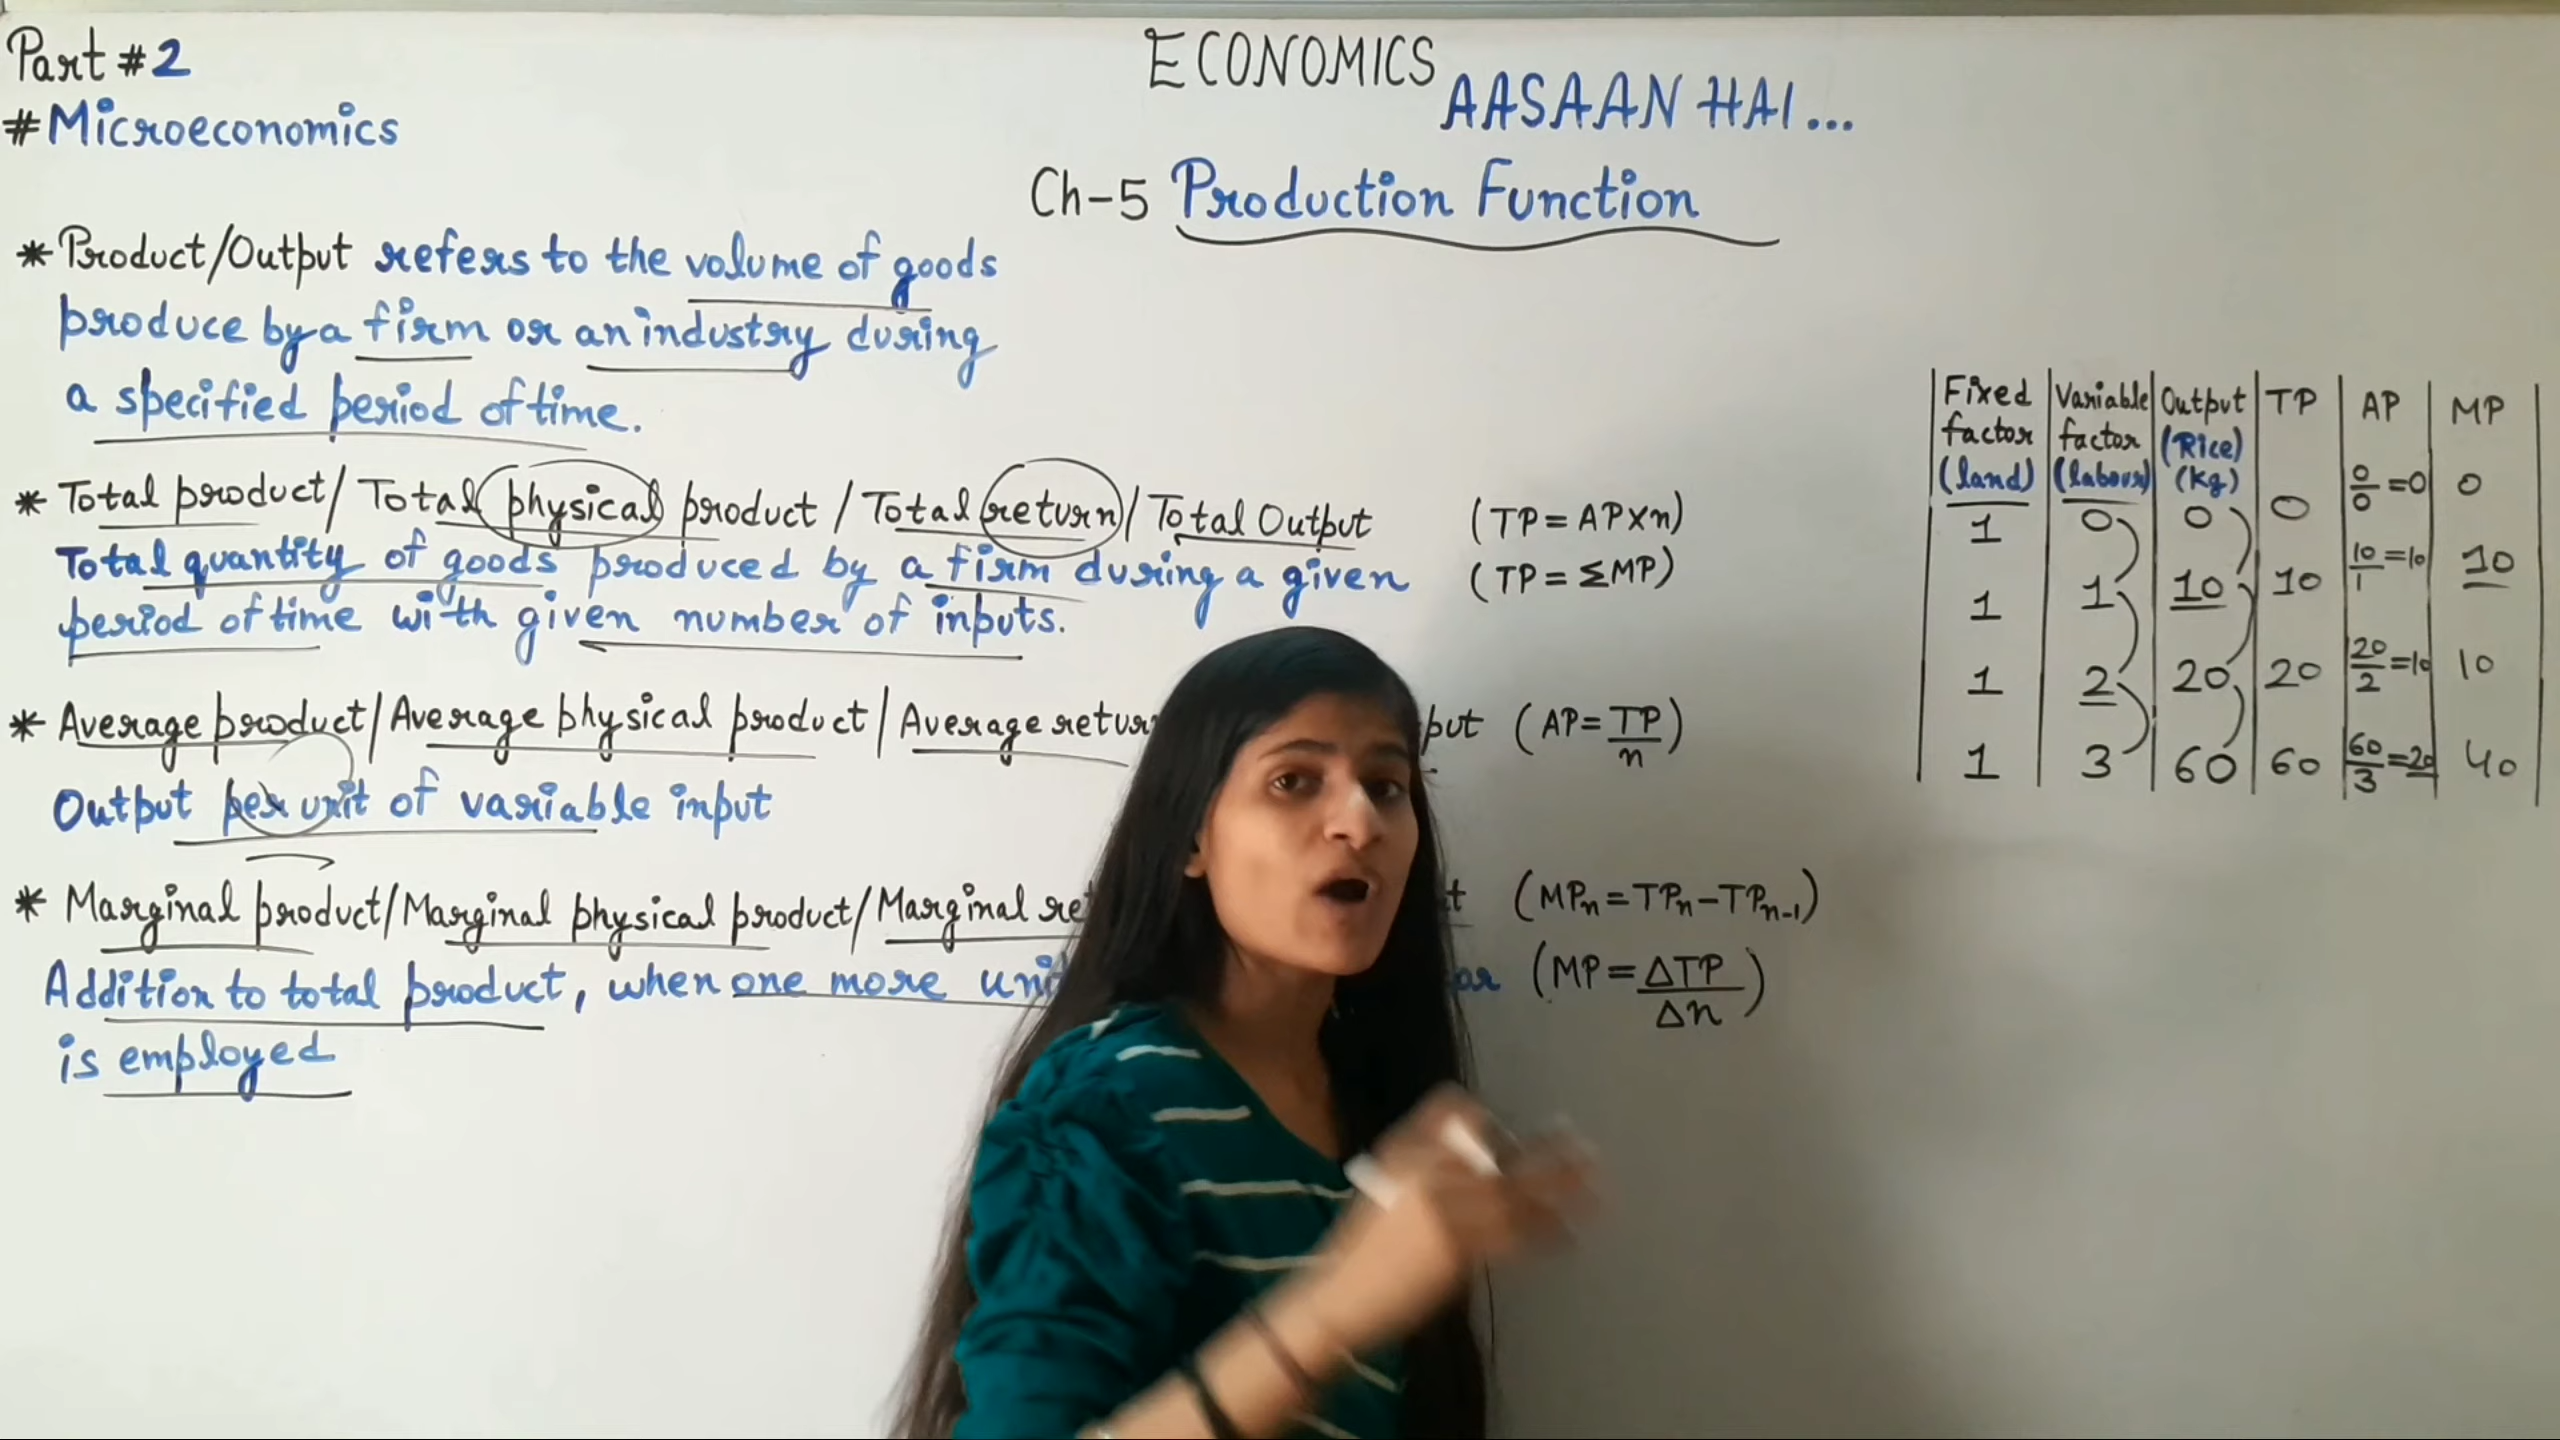 Part #2
#Microeconomics
ECONOMICS
AASAAN HAI...
Ch-5 Production Function
* Product/Output refers to the volume of goods
produce by a firm or an industry during
a specified period of time.
* Total product/ Total physical product / Total return / Total Output (TP = AP×n)
Total quantity of goods produced by a firm during a given (TP = ΣMP)
period of time with given number of inputs.
* Average product/ Average physical product / Average (AP = TP/n)
Output per unit of variable input
* Marginal product/ Marginal physical product / Marginal (MPn = TPn - TPn-1)
Addition to total product, when one more (MP = ΔTP/Δn)
is employed
Fixed factor (land) | Variable factor (labour) | Output (Rice) (kg) | TP | AP | MP
1 | 0 | 0 | 0 | 0/0 = 0 | 0
1 | 1 | 10 | 10 | 10/1 = 10 | 10
1 | 2 | 20 | 20 | 20/2 = 10 | 10
1 | 3 | 60 | 60 | 60/3 = 20 | 40